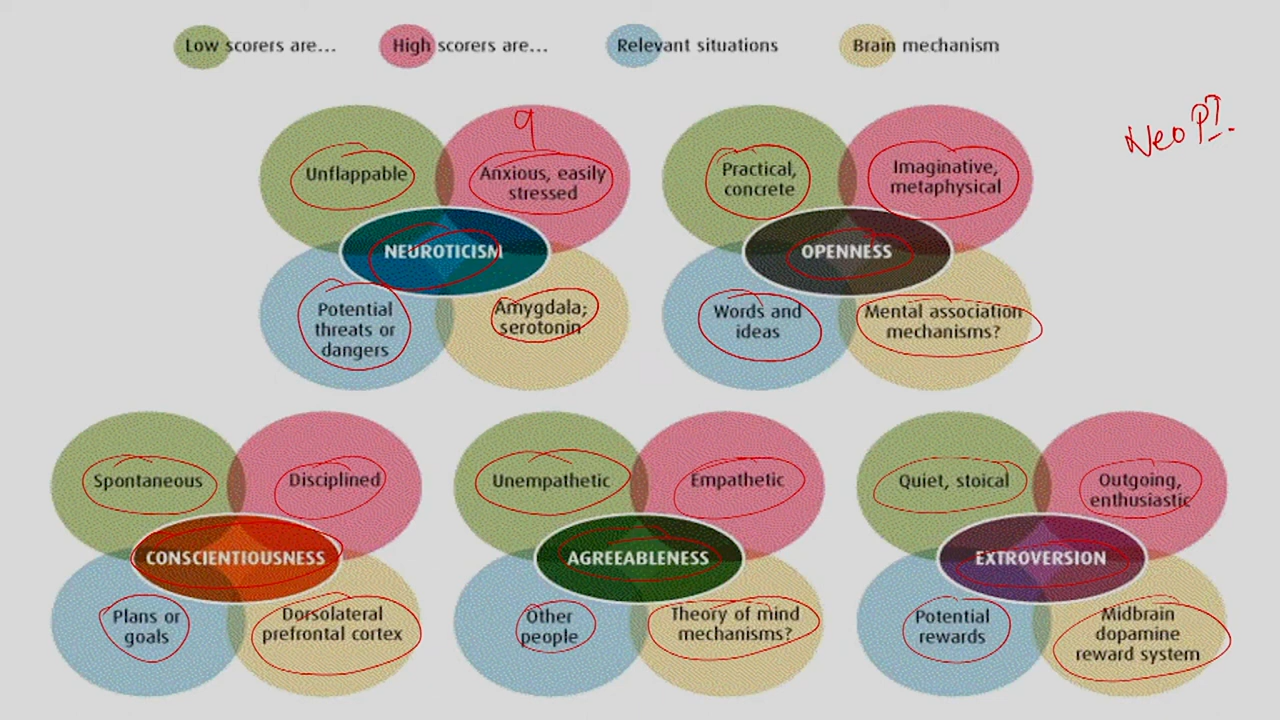 Low scorers are...
High scorers are...
Relevant situations
Brain mechanism
Neo PI.
9
Unflappable
Anxious, easily
stressed
NEUROTICISM
Potential
threats or
dangers
Amygdala;
serotonin
Practical,
concrete
Imaginative,
metaphysical
OPENNESS
Words and
ideas
Mental association
mechanisms?
Spontaneous
Disciplined
CONSCIENTIOUSNESS
Plans or
goals
Dorsolateral
prefrontal cortex
Unempathetic
Empathetic
AGREEABLENESS
Other
people
Theory of mind
mechanisms?
Quiet, stoical
Outgoing,
enthusiastic
EXTROVERSION
Potential
rewards
Midbrain
dopamine
reward system